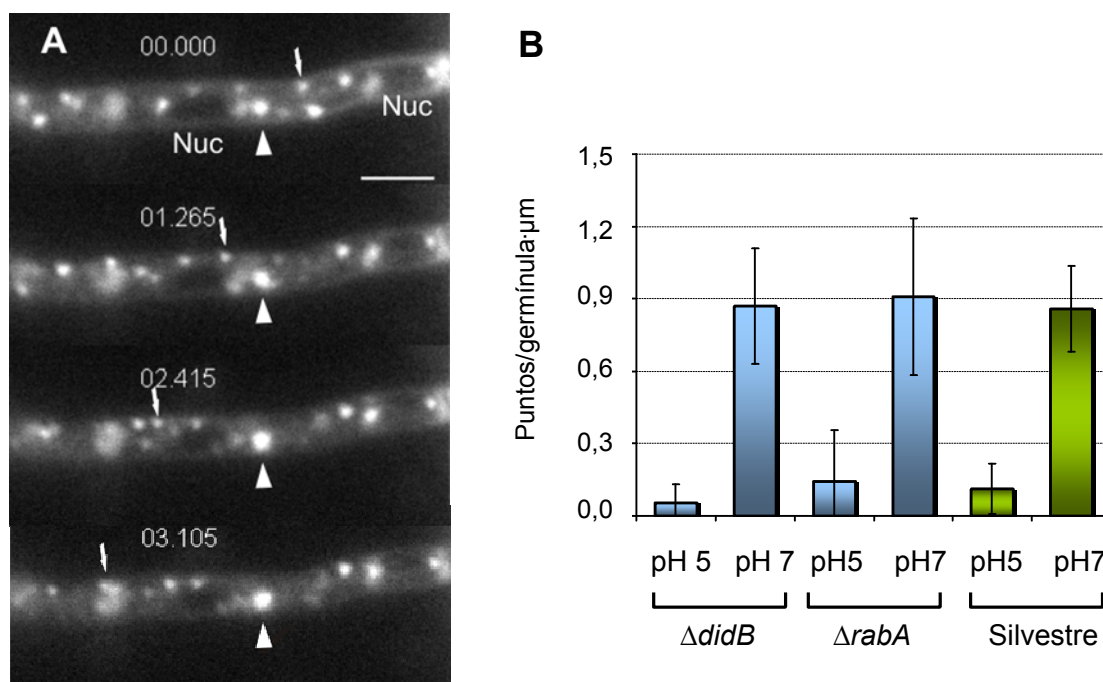 A
00.000
Nuc
Nuc
01.265
02.415
03.105
B
Puntos/germínula·µm
1,5
1,2
0,9
0,6
0,3
0,0
pH 5 pH 7 pH5 pH7 pH5 pH7
ΔdidB ΔrabA Silvestre